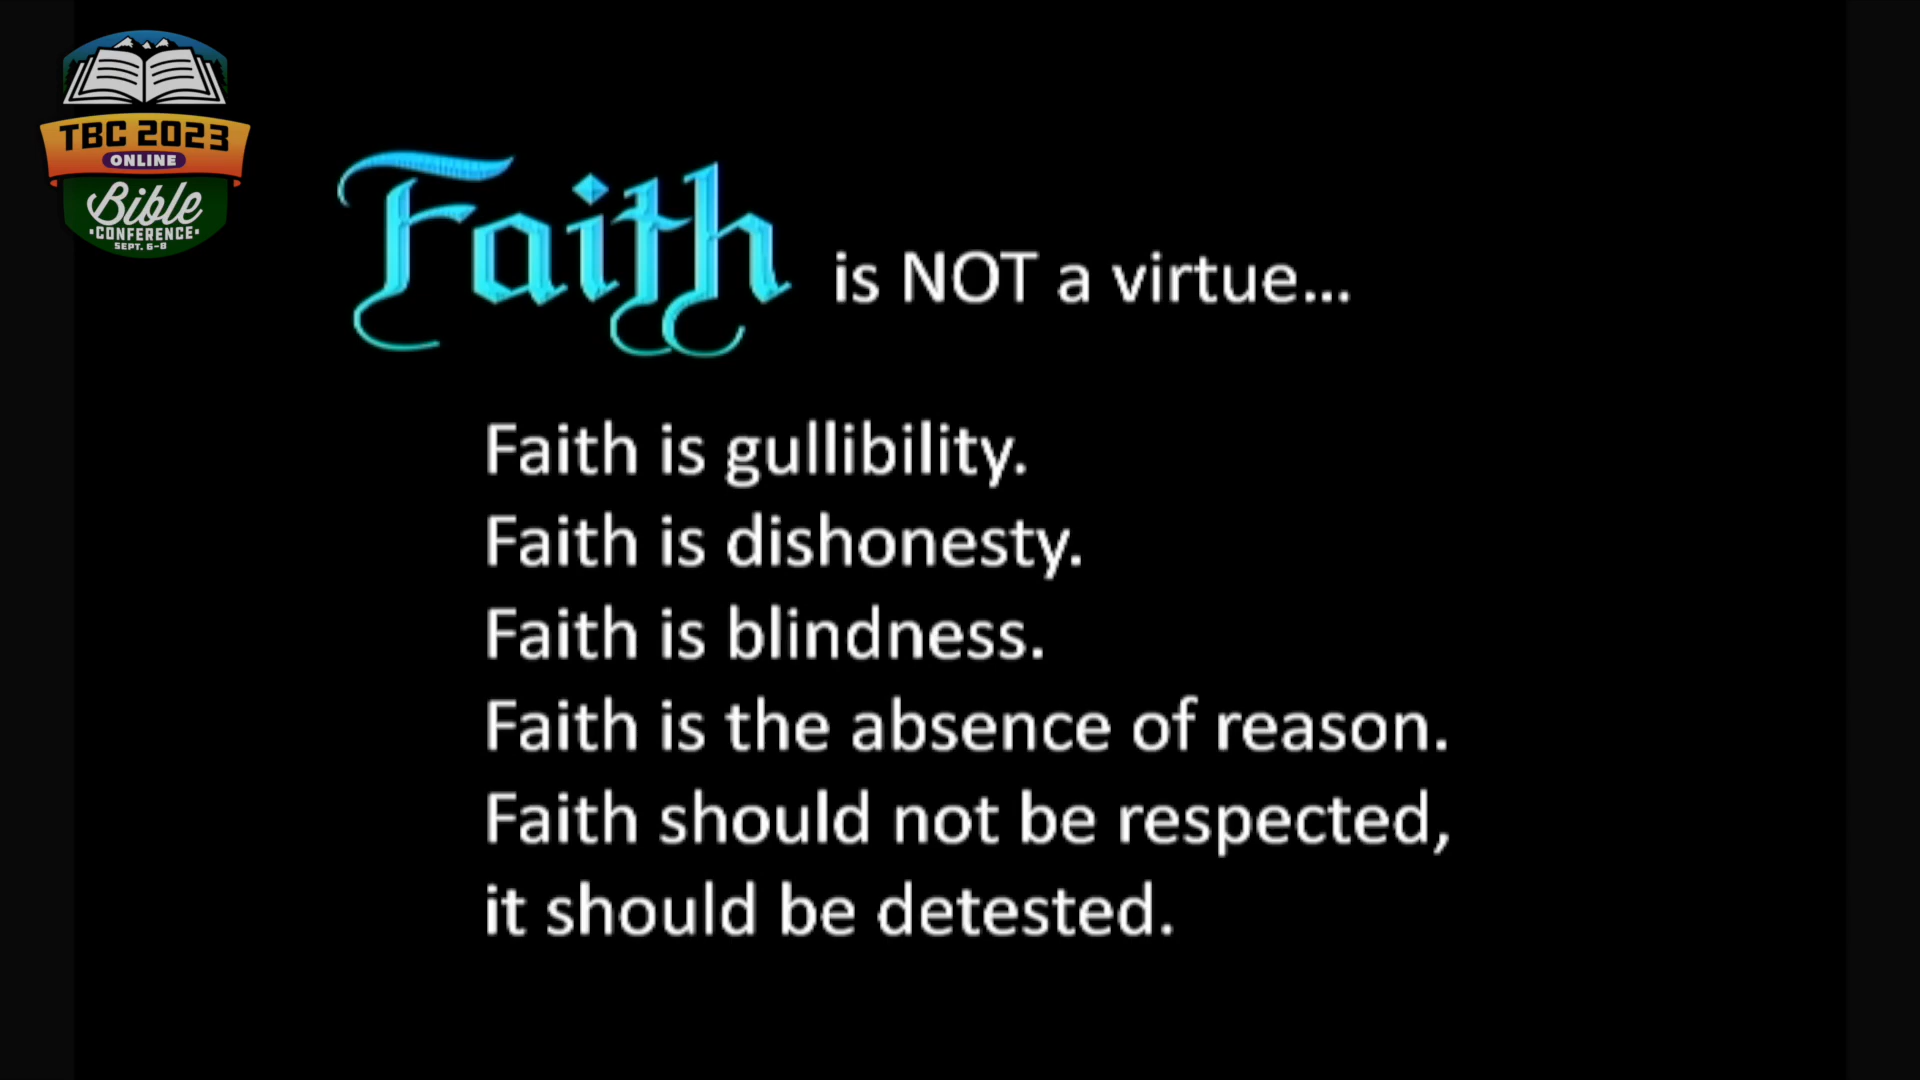 TBC 2023
ONLINE
Bible
•CONFERENCE•
SEPT. 6-8
Faith is NOT a virtue...
Faith is gullibility.
Faith is dishonesty.
Faith is blindness.
Faith is the absence of reason.
Faith should not be respected,
it should be detested.